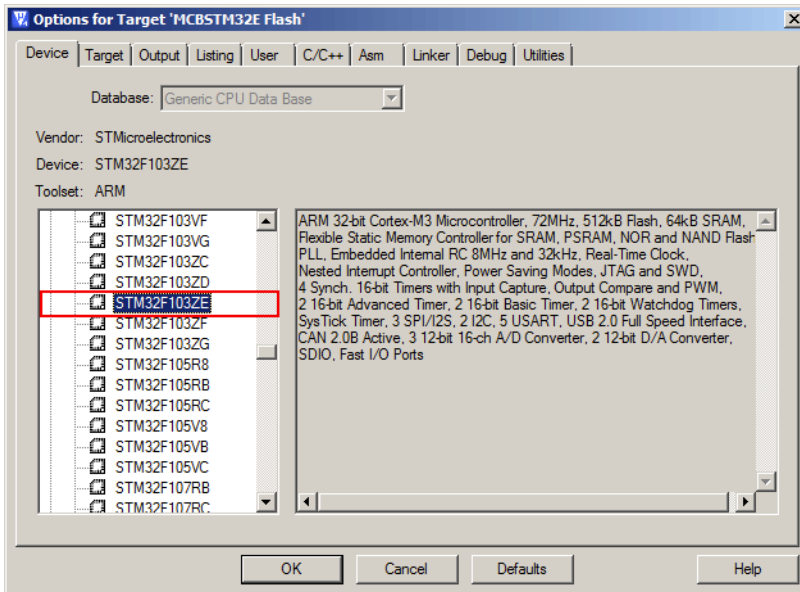 Options for Target 'MCBSTM32E Flash'
Device Target Output Listing User C/C++ Asm Linker Debug Utilities
Database: Generic CPU Data Base
Vendor: STMicroelectronics
Device: STM32F103ZE
Toolset: ARM
STM32F103VF
STM32F103VG
STM32F103ZC
STM32F103ZD
STM32F103ZE
STM32F103ZF
STM32F103ZG
STM32F105R8
STM32F105RB
STM32F105RC
STM32F105V8
STM32F105VB
STM32F105VC
STM32F107RB
STM32F107RC
ARM 32-bit Cortex-M3 Microcontroller, 72MHz, 512kB Flash, 64kB SRAM,
Flexible Static Memory Controller for SRAM, PSRAM, NOR and NAND Flash
PLL, Embedded Internal RC 8MHz and 32kHz, Real-Time Clock,
Nested Interrupt Controller, Power Saving Modes, JTAG and SWD,
4 Synch. 16-bit Timers with Input Capture, Output Compare and PWM,
2 16-bit Advanced Timer, 2 16-bit Basic Timer, 2 16-bit Watchdog Timers,
SysTick Timer, 3 SPI/I2S, 2 I2C, 5 USART, USB 2.0 Full Speed Interface,
CAN 2.0B Active, 3 12-bit 16-ch A/D Converter, 2 12-bit D/A Converter,
SDIO, Fast I/O Ports
OK Cancel Defaults Help